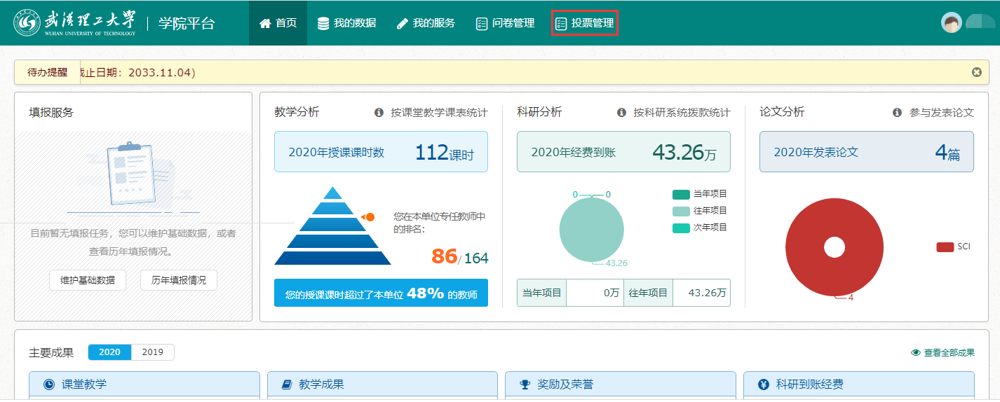 武汉理工大学
WUHAN UNIVERSITY OF TECHNOLOGY
学院平台
首页
我的数据
我的服务
问卷管理
投票管理
待办提醒
止日期：2033.11.04）
填报服务
目前暂无填报任务，您可以维护基础数据，或者
查看历年填报情况。
维护基础数据
历年填报情况
教学分析
按课堂教学课表统计
2020年授课课时数
112课时
您在本单位专任教师中
的排名：
86/164
您的授课课时超过了本单位 48% 的教师
科研分析
按科研系统拨款统计
2020年经费到账
43.26万
0
0
43.26
当年项目
往年项目
次年项目
当年项目
0万
往年项目
43.26万
论文分析
参与发表论文
2020年发表论文
4篇
SCI
4
主要成果
2020
2019
查看全部成果
课堂教学
教学成果
奖励及荣誉
科研到账经费